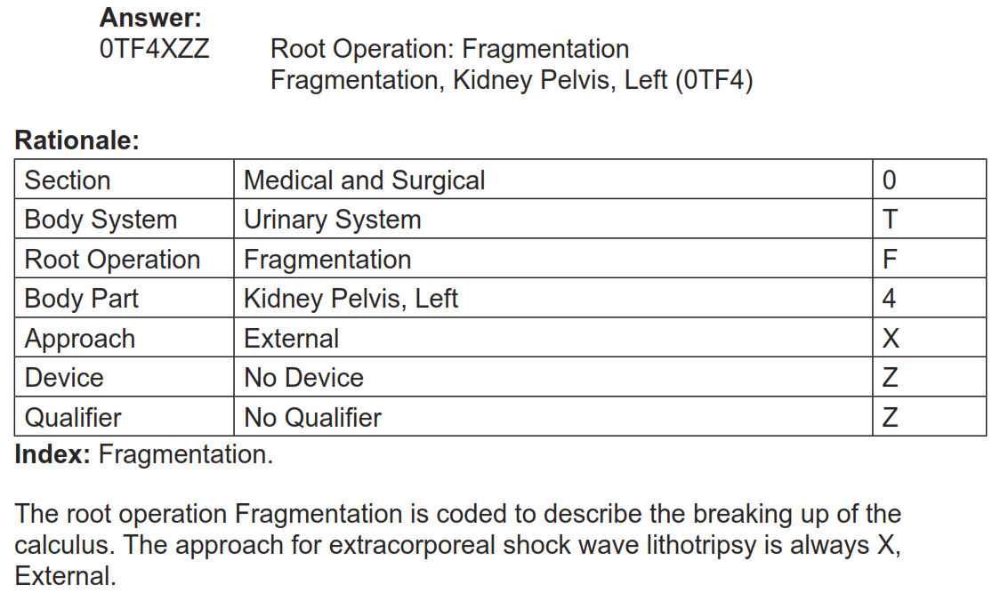 Answer:
0TF4XZZ Root Operation: Fragmentation
Fragmentation, Kidney Pelvis, Left (0TF4)
Rationale:
Section Medical and Surgical 0
Body System Urinary System T
Root Operation Fragmentation F
Body Part Kidney Pelvis, Left 4
Approach External X
Device No Device Z
Qualifier No Qualifier Z
Index: Fragmentation.
The root operation Fragmentation is coded to describe the breaking up of the
calculus. The approach for extracorporeal shock wave lithotripsy is always X,
External.